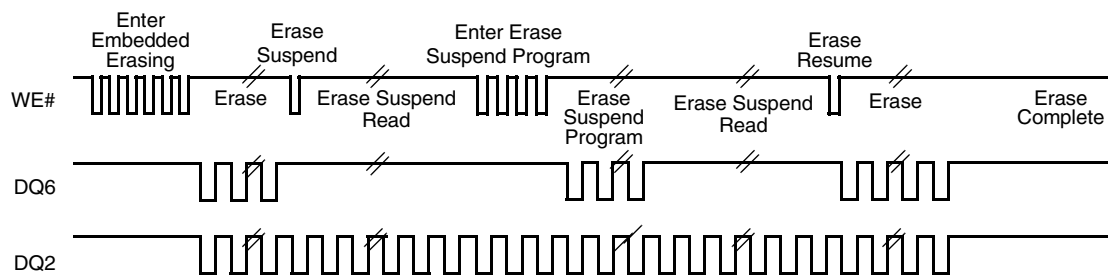 Enter
Embedded
Erasing
Erase
Suspend
Enter Erase
Suspend Program
Erase
Resume
WE#
Erase
Erase Suspend
Read
Erase
Suspend
Program
Erase Suspend
Read
Erase
Erase
Complete
DQ6
DQ2